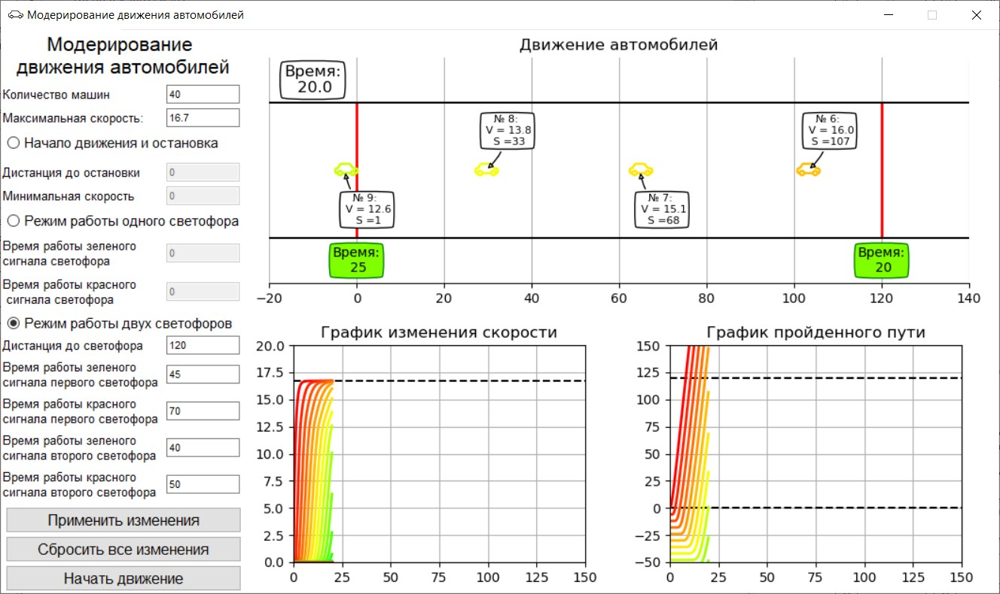 Модерирование движения автомобилей
Модерирование
движения автомобилей
Количество машин
40
Максимальная скорость:
16.7
Начало движения и остановка
Дистанция до остановки
0
Минимальная скорость
0
Режим работы одного светофора
Время работы зеленого
сигнала светофора
0
Время работы красного
сигнала светофора
0
Режим работы двух светофоров
Дистанция до светофора
120
Время работы зеленого
сигнала первого светофора
45
Время работы красного
сигнала первого светофора
70
Время работы зеленого
сигнала второго светофора
40
Время работы красного
сигнала второго светофора
50
Применить изменения
Сбросить все изменения
Начать движение
Движение автомобилей
Время:
20.0
№ 8:
V = 13.8
S =33
№ 6:
V = 16.0
S =107
№ 9:
V = 12.6
S =1
№ 7:
V = 15.1
S =68
Время:
25
Время:
20
−20 0 20 40 60 80 100 120 140
График изменения скорости
20.0
17.5
15.0
12.5
10.0
7.5
5.0
2.5
0.0
0 25 50 75 100 125 150
График пройденного пути
150
125
100
75
50
25
0
−25
−50
0 25 50 75 100 125 150